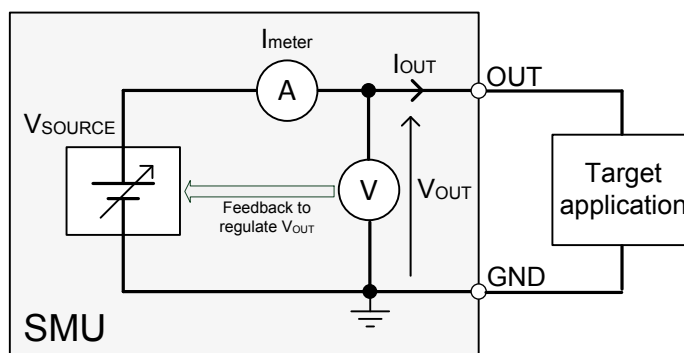 Imeter
IOUT
OUT
A
VSOURCE
V
VOUT
Feedback to
regulate VOUT
Target
application
GND
SMU